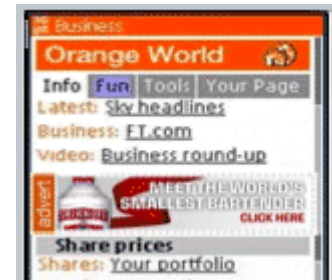 Business
Orange World
Info Fun Tools Your Page
Latest: Sky headlines
Business: FT.com
Video: Business round-up
advert
SMIRNOFF
MEET THE WORLD'S
SMALLEST BARTENDER
CLICK HERE
Share prices
Shares: Your portfolio